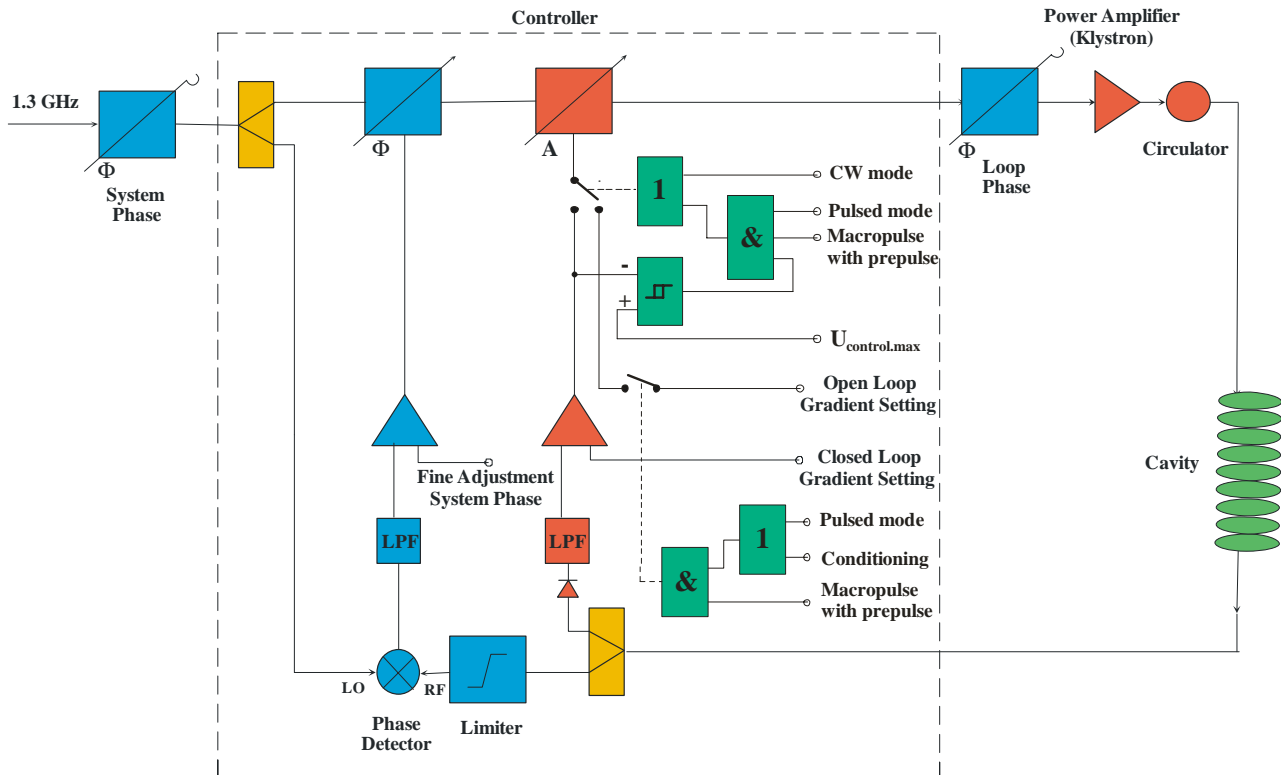 Controller
Power Amplifier
(Klystron)
1.3 GHz
Φ
System
Phase
Φ
A
Φ
Loop
Phase
Circulator
1
CW mode
&
Pulsed mode
Macropulse
with prepulse
-
+
Ucontrol.max
Open Loop
Gradient Setting
Closed Loop
Gradient Setting
Fine Adjustment
System Phase
Cavity
LPF
LPF
1
Pulsed mode
Conditioning
&
Macropulse
with prepulse
LO
RF
Phase
Detector
Limiter